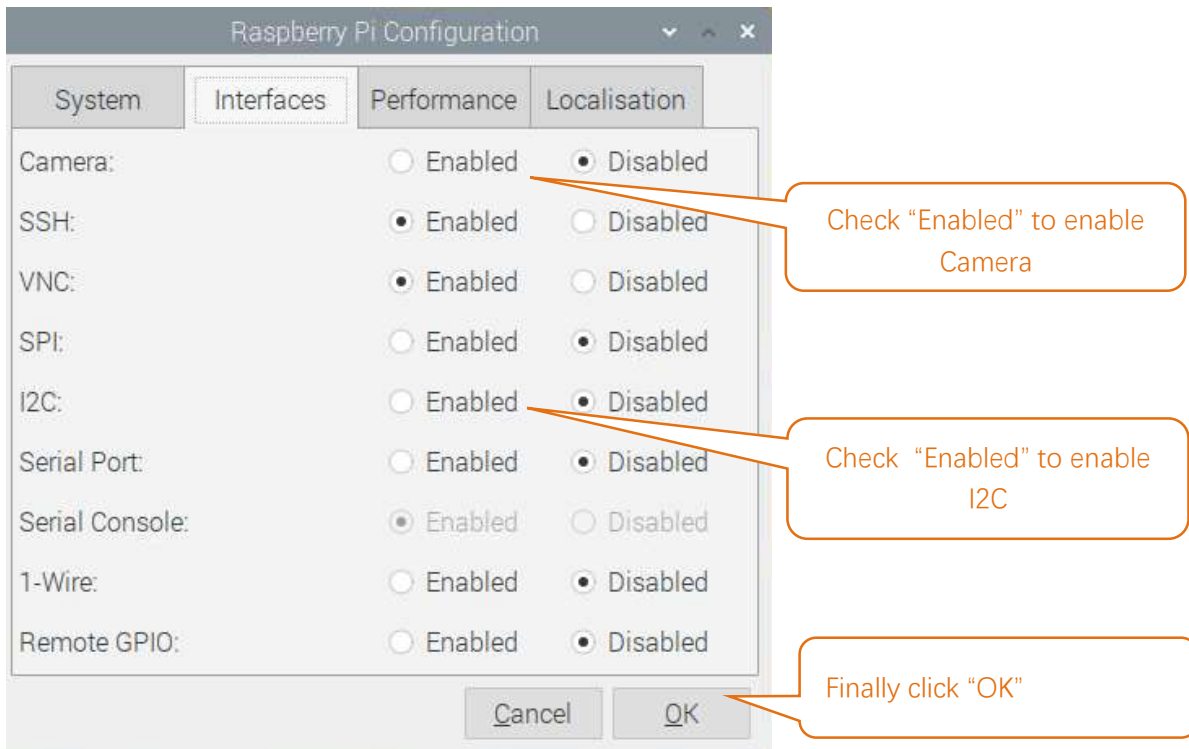 Raspberry Pi Configuration
System Interfaces Performance Localisation
Camera: Enabled Disabled
SSH: Enabled Disabled
VNC: Enabled Disabled
SPI: Enabled Disabled
I2C: Enabled Disabled
Serial Port: Enabled Disabled
Serial Console: Enabled Disabled
1-Wire: Enabled Disabled
Remote GPIO: Enabled Disabled
Cancel OK
Check “Enabled” to enable
Camera
Check “Enabled” to enable
I2C
Finally click “OK”